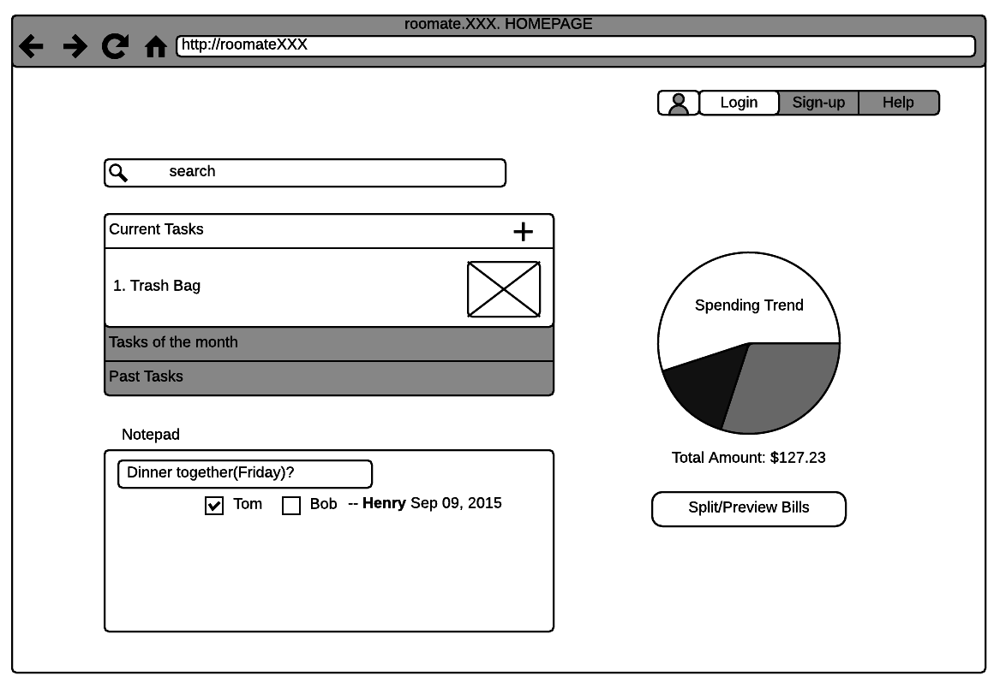 roomate.XXX. HOMEPAGE
http://roomateXXX
Login Sign-up Help
search
Current Tasks
1. Trash Bag
Tasks of the month
Past Tasks
Spending Trend
Total Amount: $127.23
Split/Preview Bills
Notepad
Dinner together(Friday)?
Tom Bob -- Henry Sep 09, 2015